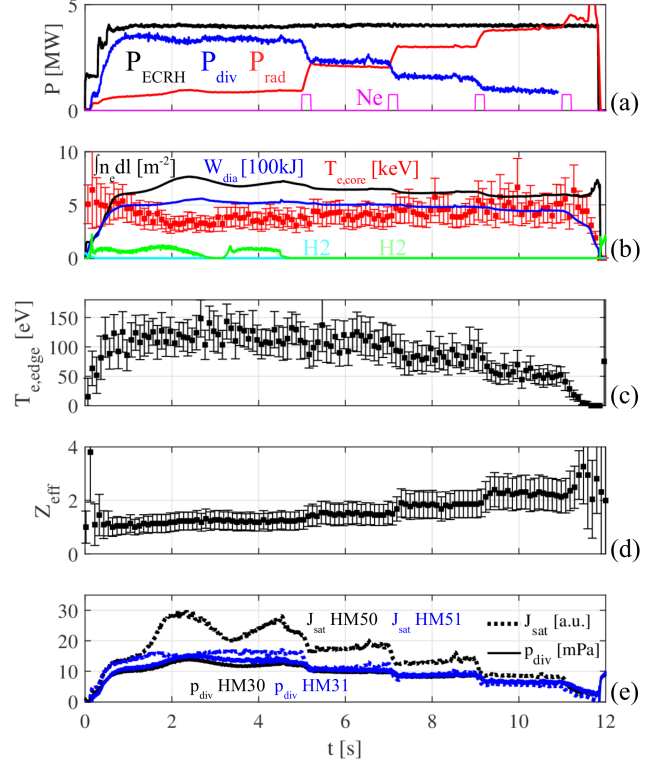 5
P [MW]
P_ECRH P_div P_rad
Ne
0
(a)
10
∫n_e dl [m^-2] W_dia [100kJ] T_e,core [keV]
5
P [MW]
H2 H2
0
(b)
150
100
50
0
T_e,edge [eV]
(c)
4
2
0
Z_eff
(d)
30
20
10
0
J_sat HM50 J_sat HM51 J_sat [a.u.]
p_div [mPa]
p_div HM30 p_div HM31
(e)
0 2 4 6 8 10 12
t [s]